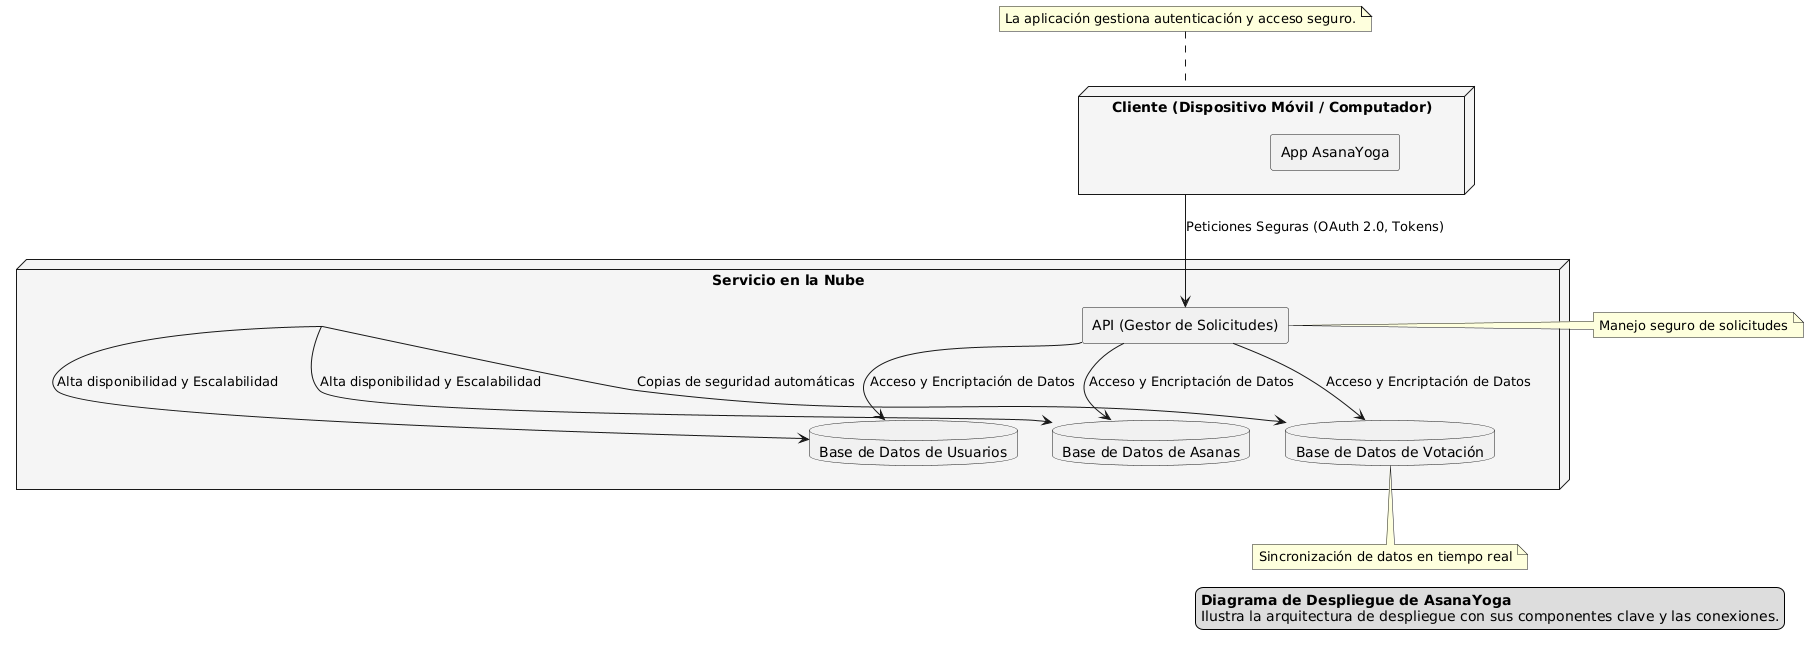 La aplicación gestiona autenticación y acceso seguro.
Cliente (Dispositivo Móvil / Computador)
App AsanaYoga
Peticiones Seguras (OAuth 2.0, Tokens)
Servicio en la Nube
API (Gestor de Solicitudes)
Manejo seguro de solicitudes
Alta disponibilidad y Escalabilidad
Alta disponibilidad y Escalabilidad
Copias de seguridad automáticas
Acceso y Encriptación de Datos
Acceso y Encriptación de Datos
Acceso y Encriptación de Datos
Base de Datos de Usuarios
Base de Datos de Asanas
Base de Datos de Votación
Sincronización de datos en tiempo real
Diagrama de Despliegue de AsanaYoga
Ilustra la arquitectura de despliegue con sus componentes clave y las conexiones.